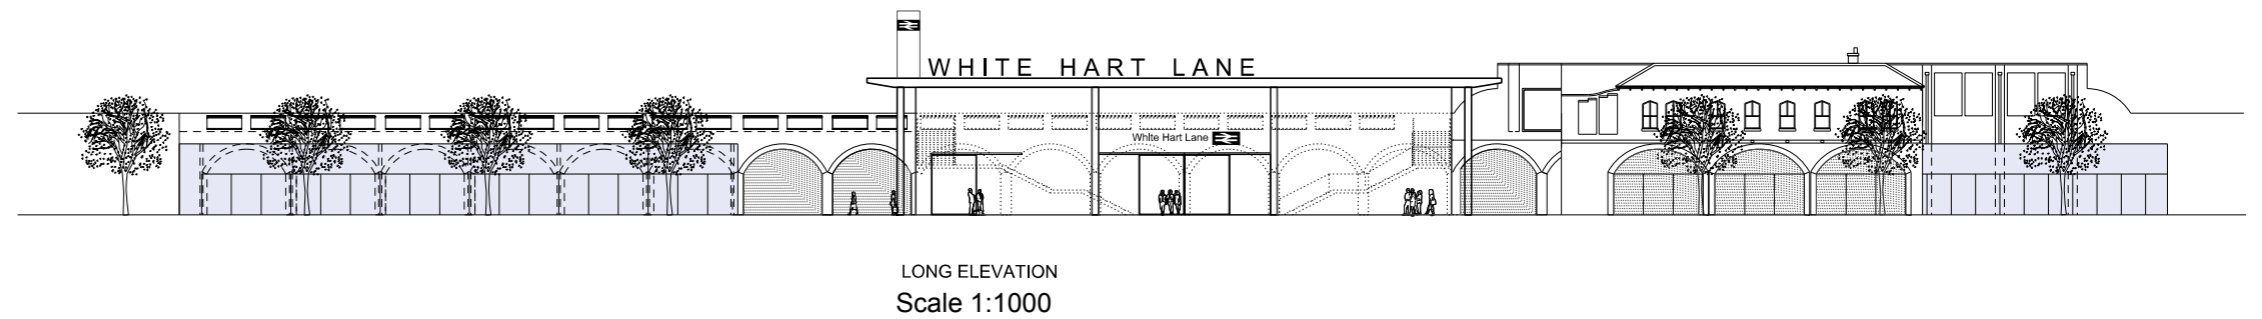 WHITE HART LANE
White Hart Lane
LONG ELEVATION
Scale 1:1000